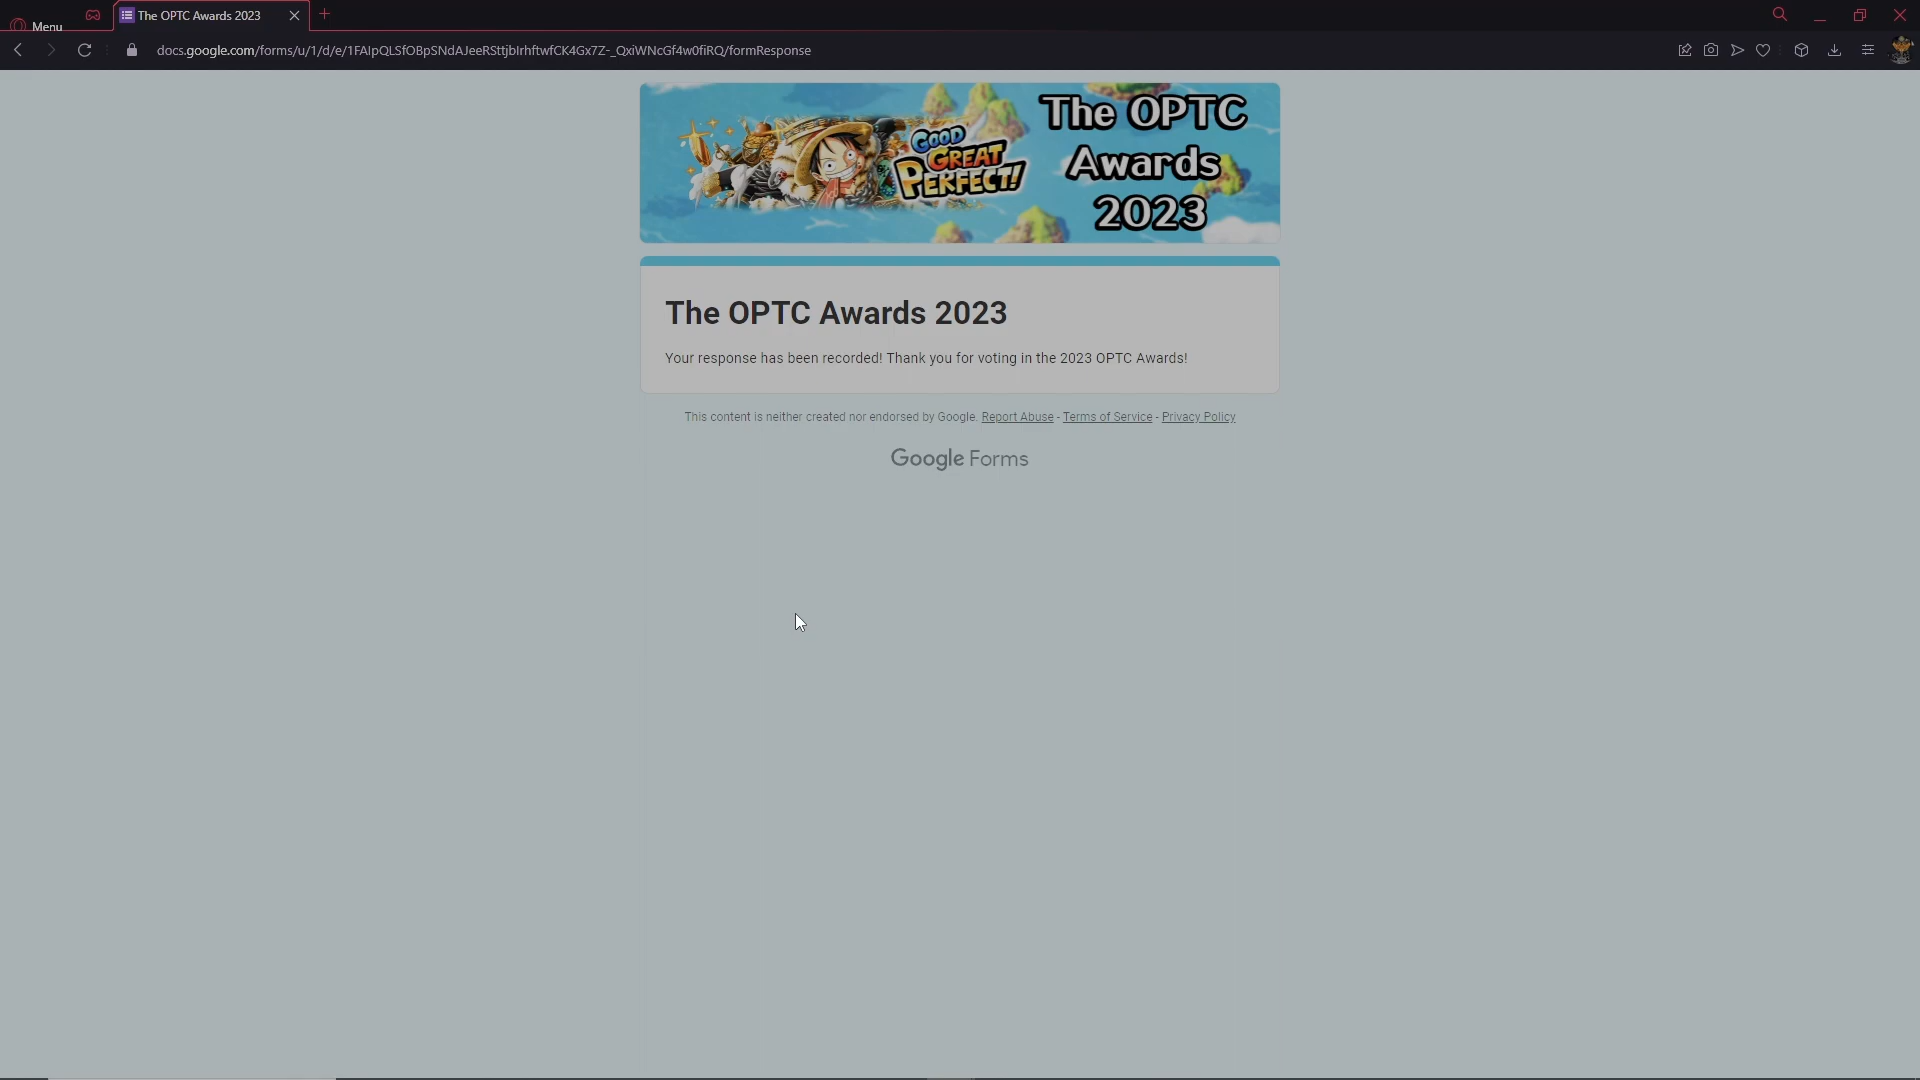 Menu
The OPTC Awards 2023
docs.google.com/forms/u/1/d/e/1FAIpQLSfOBpSNdAJeeRSttjbIrhftwfCK4Gx7Z-_QxiWNcGf4w0fiRQ/formResponse
GOOD
GREAT
PERFECT!
The OPTC
Awards
2023
The OPTC Awards 2023
Your response has been recorded! Thank you for voting in the 2023 OPTC Awards!
This content is neither created nor endorsed by Google. Report Abuse - Terms of Service - Privacy Policy
Google Forms